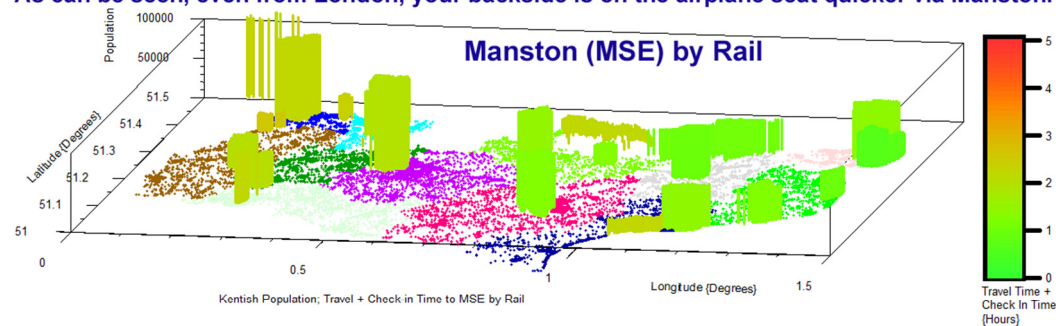 As can be seen, even from London, your backside is on the airplane seat quicker via Manston.
Manston (MSE) by Rail
Population
100000
50000
51.5
51.4
51.3
51.2
51.1
51
Latitude {Degrees}
0
0.5
1
1.5
Longitude {Degrees}
Kentish Population; Travel + Check-in Time to MSE by Rail
5
4
3
2
1
0
Travel Time +
Check In Time
{Hours}